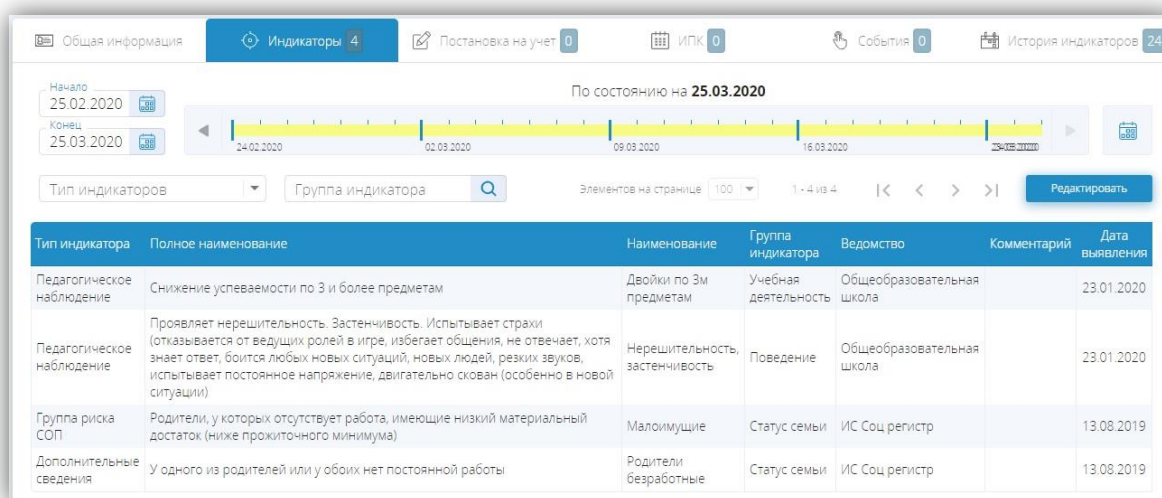 Общая информация
Индикаторы 4
Постановка на учет 0
ИПК 0
События 0
История индикаторов 24
Начало
25.02.2020
Конец
25.03.2020
По состоянию на 25.03.2020
24.02.2020 02.03.2020 09.03.2020 16.03.2020
Тип индикаторов
Группа индикатора
Элементов на странице 100
1 - 4 из 4
Редактировать
Тип индикатора Полное наименование Наименование Группа индикатора Ведомство Комментарий Дата выявления
Педагогическое
наблюдение
Снижение успеваемости по 3 и более предметам
Двойки по 3м
предметам
Учебная
деятельность
Общеобразовательная
школа
23.01.2020
Педагогическое
наблюдение
Проявляет нерешительность. Застенчивость. Испытывает страхи
(отказывается от ведущих ролей в игре, избегает общения, не отвечает, хотя
знает ответ, боится любых новых ситуаций, новых людей, резких звуков,
испытывает постоянное напряжение, двигательно скован (особенно в новой
ситуации)
Нерешительность,
застенчивость
Поведение
Общеобразовательная
школа
23.01.2020
Группа риска
СОП
Родители, у которых отсутствует работа, имеющие низкий материальный
достаток (ниже прожиточного минимума)
Малоимущие
Статус семьи
ИС Соц регистр
13.08.2019
Дополнительные
сведения
У одного из родителей или у обоих нет постоянной работы
Родители
безработные
Статус семьи
ИС Соц регистр
13.08.2019